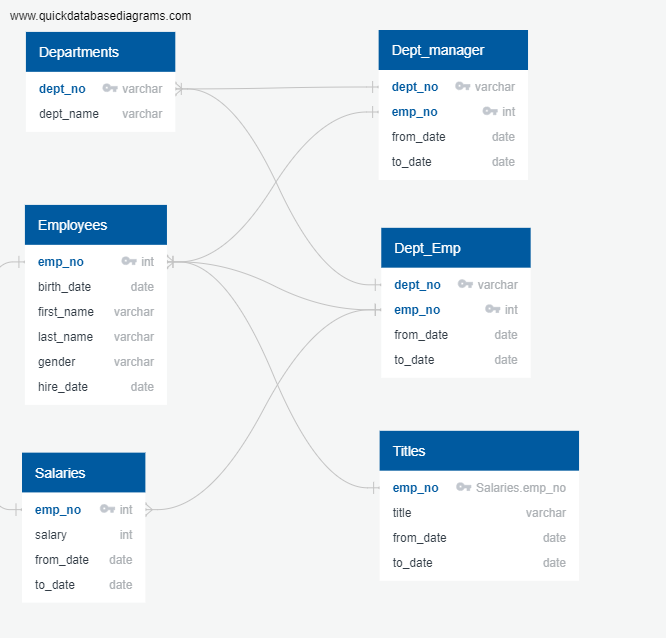 www.quickdatabasediagrams.com
Departments
dept_no varchar
dept_name varchar
Dept_manager
dept_no varchar
emp_no int
from_date date
to_date date
Employees
emp_no int
birth_date date
first_name varchar
last_name varchar
gender varchar
hire_date date
Dept_Emp
dept_no varchar
emp_no int
from_date date
to_date date
Salaries
emp_no int
salary int
from_date date
to_date date
Titles
emp_no Salaries.emp_no
title varchar
from_date date
to_date date